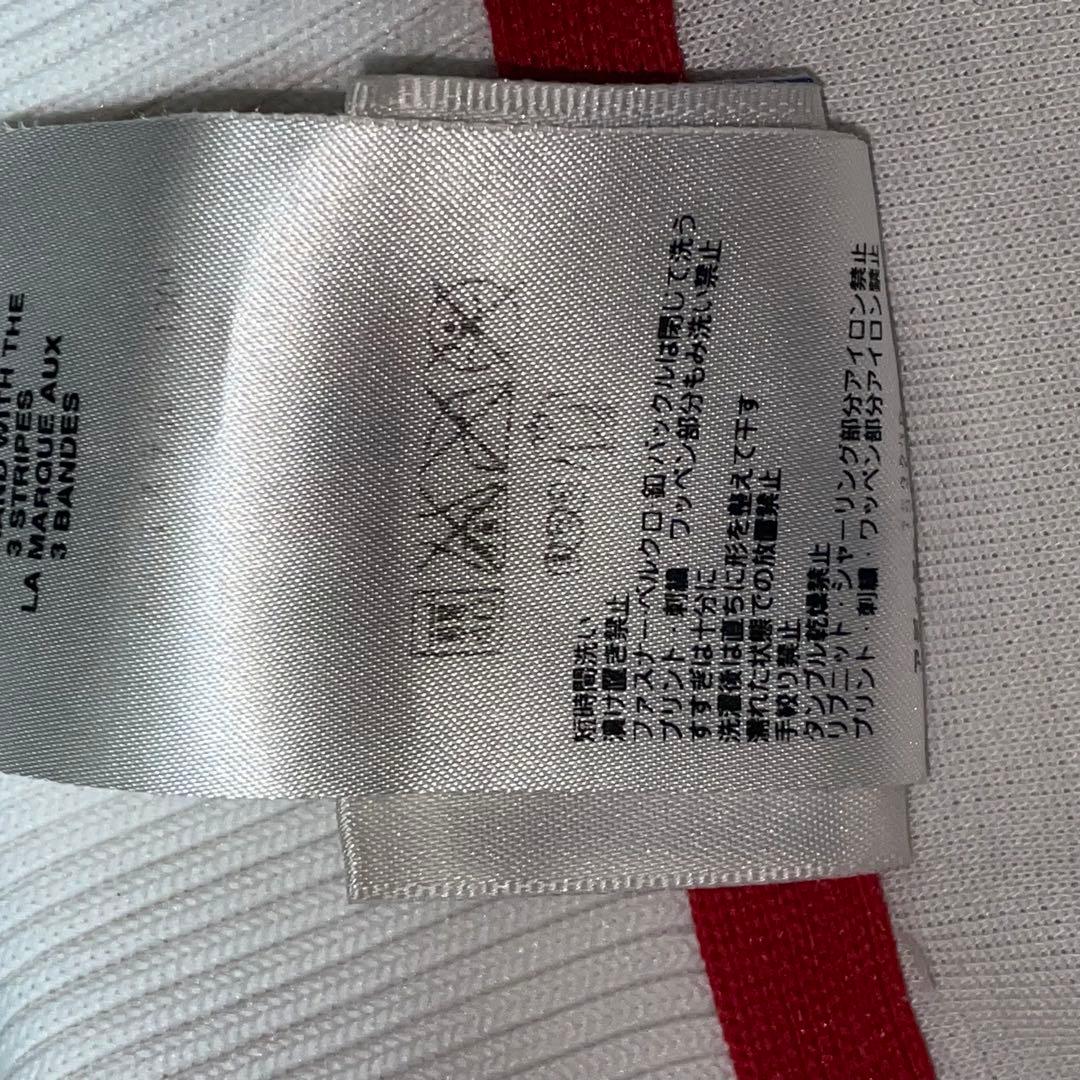 WITH THE
3 STRIPES
LA MARQUE AUX
3 BANDES
短時間洗い
漬け置き禁止
ファスナー・ベルクロ・釦・バックルは閉じて洗う
プリント・刺繍・ワッペン部分もみ洗い禁止
すすぎは十分に
洗濯後は直ちに形を整えて干す
濡れた状態での放置禁止
手絞り禁止
タンブル乾燥禁止
リブニット・シャーリング部分アイロン禁止
プリント・刺繍・ワッペン部分アイロン禁止